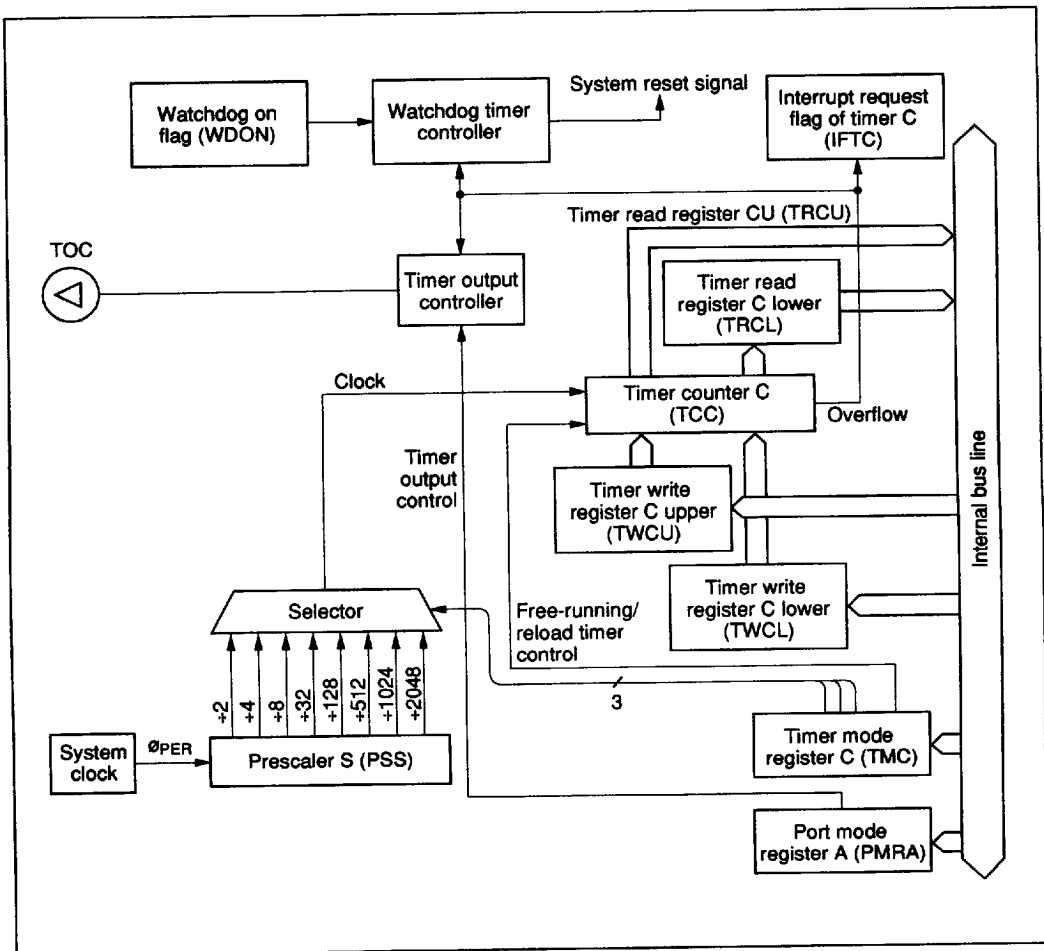 System reset signal
Watchdog on
flag (WDON)
Watchdog timer
controller
Interrupt request
flag of timer C
(IFTC)
Timer read register CU (TRCU)
TOC
Timer output
controller
Timer read
register C lower
(TRCL)
Clock
Timer counter C
(TCC)
Overflow
Timer
output
control
Timer write
register C upper
(TWCU)
Internal bus line
Selector
Free-running/
reload timer
control
Timer write
register C lower
(TWCL)
÷2
÷4
÷8
÷32
÷128
÷512
÷1024
÷2048
3
System
clock
øPER
Prescaler S (PSS)
Timer mode
register C (TMC)
Port mode
register A (PMRA)